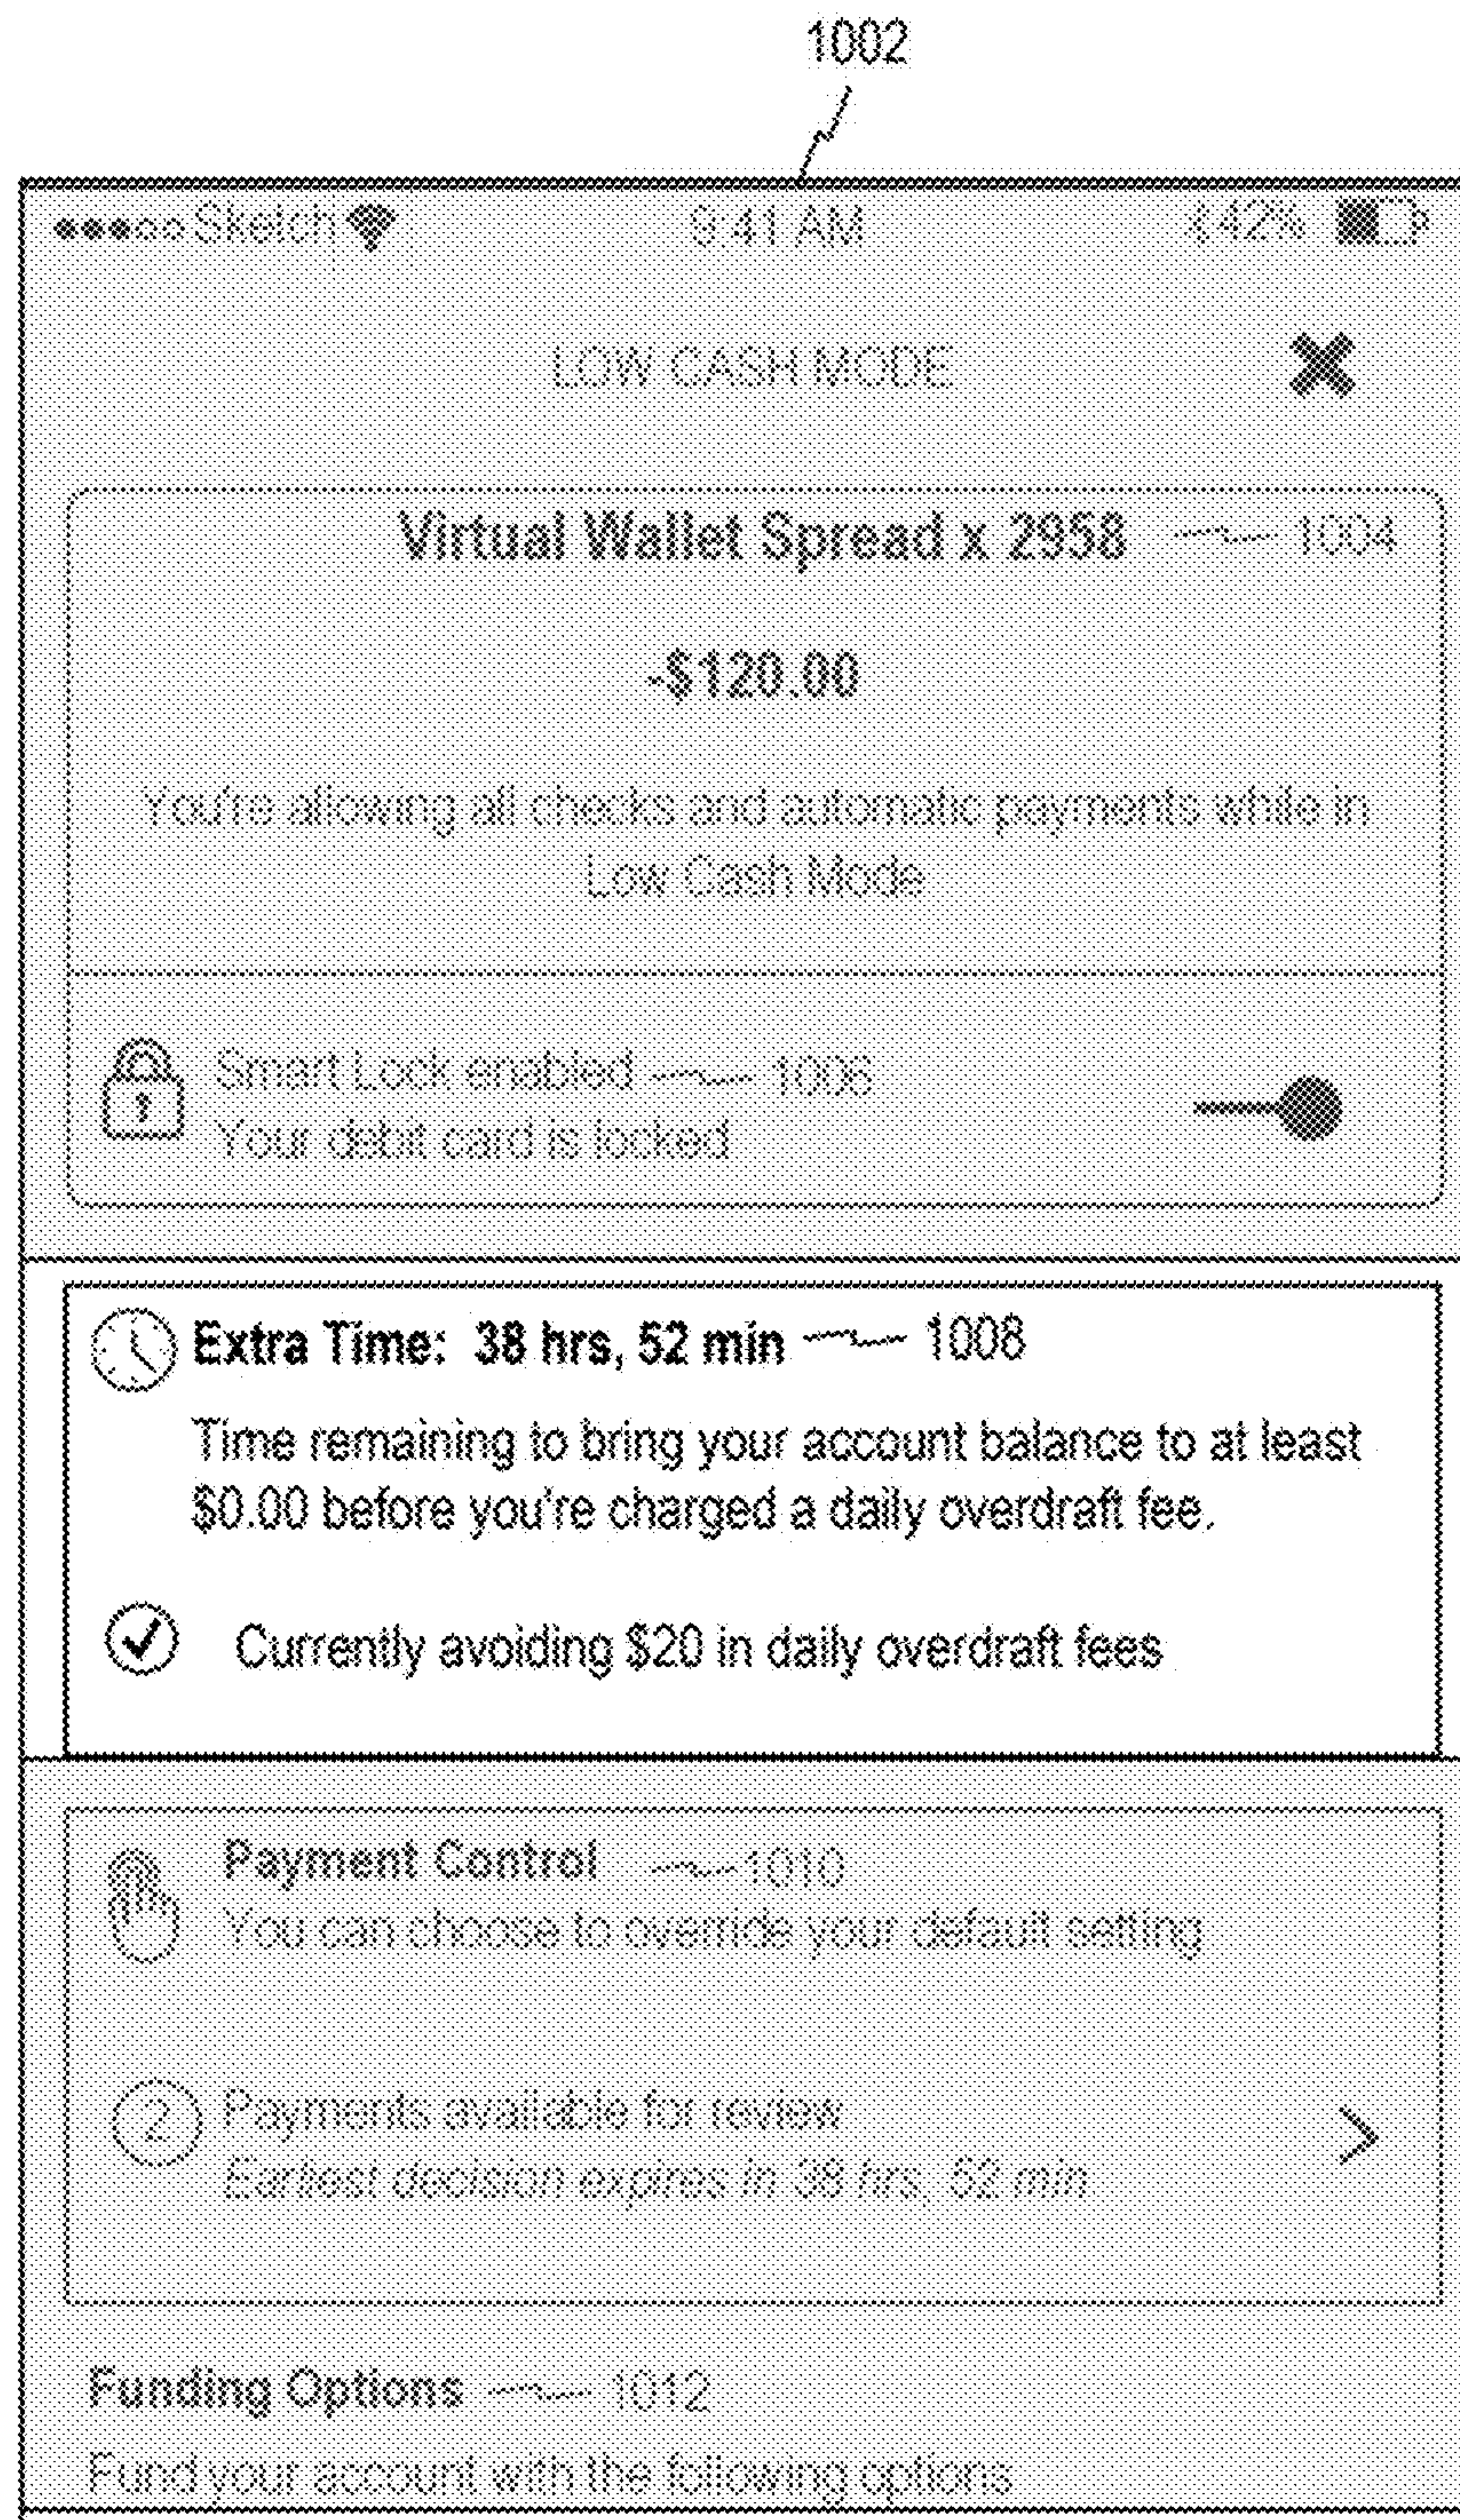 1002
Sketch 9:41 AM 42%
LOW CASH MODE
Virtual Wallet Spread x 2958 1004
-$120.00
You're allowing all checks and automatic payments while in
Low Cash Mode
Smart Lock enabled 1006
Your debit card is locked
Extra Time: 38 hrs, 52 min 1008
Time remaining to bring your account balance to at least
$0.00 before you're charged a daily overdraft fee.
Currently avoiding $20 in daily overdraft fees
Payment Control 1010
You can choose to override your default setting
2 Payments available for review
Earliest decision expires in 38 hrs, 52 min
Funding Options 1012
Fund your account with the following options